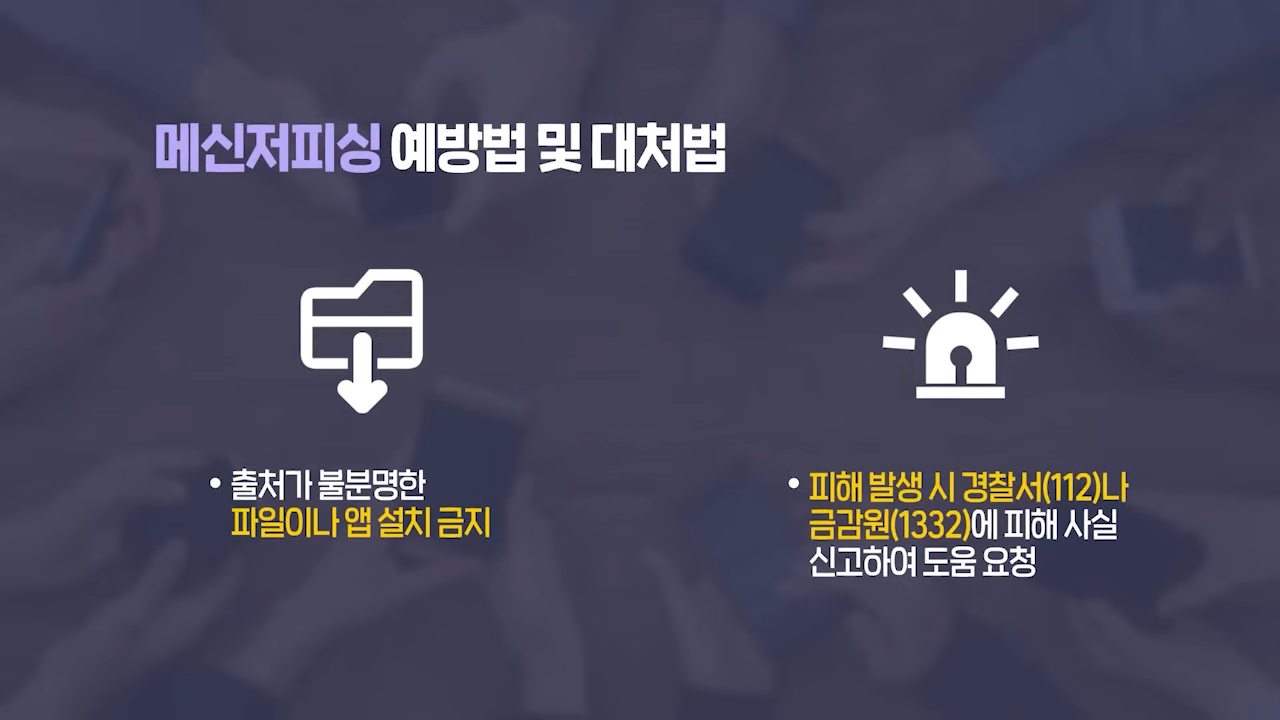 메신저피싱 예방법 및 대처법
• 출처가 불분명한
파일이나 앱 설치 금지
• 피해 발생 시 경찰서(112)나
금감원(1332)에 피해 사실
신고하여 도움 요청